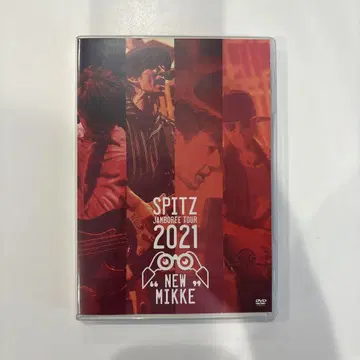 SPITZ
JAMBOREE TOUR
2021
“NEW”
MIKKE
DVD